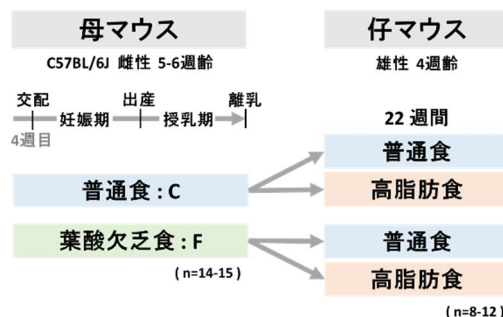 母マウス
C57BL/6J 雌性 5-6週齢
交配 出産 離乳
妊娠期 授乳期
4週目
普通食：C
葉酸欠乏食：F
( n=14-15 )
仔マウス
雄性 4週齢
22 週間
普通食
高脂肪食
普通食
高脂肪食
( n=8-12 )